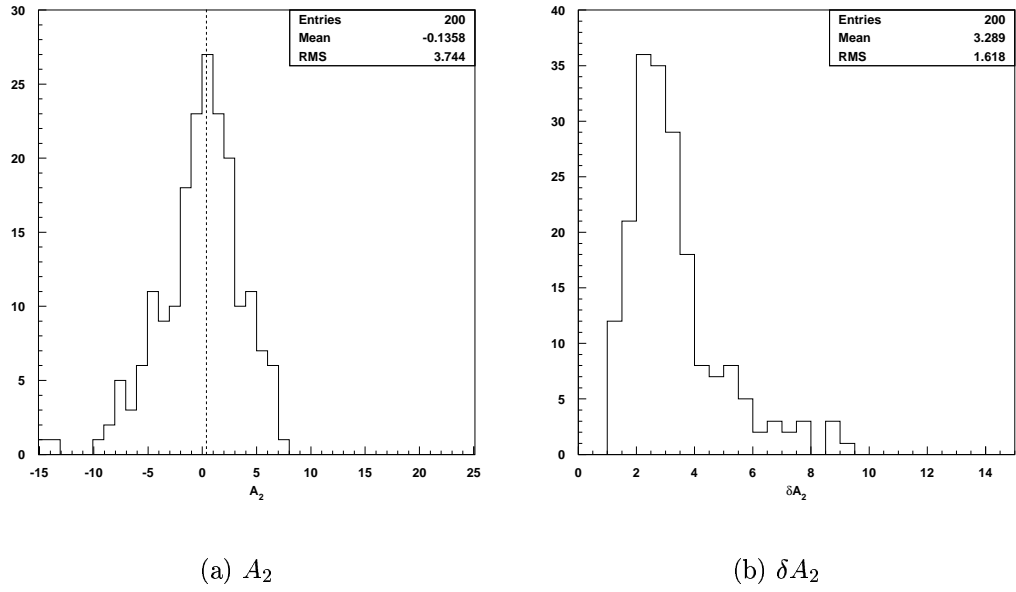 Entries 200
Mean -0.1358
RMS 3.744
30
25
20
15
10
5
0
-15 -10 -5 0 5 10 15 20 25
A2
(a) A2
Entries 200
Mean 3.289
RMS 1.618
40
35
30
25
20
15
10
5
0
0 2 4 6 8 10 12 14
δA2
(b) δA2